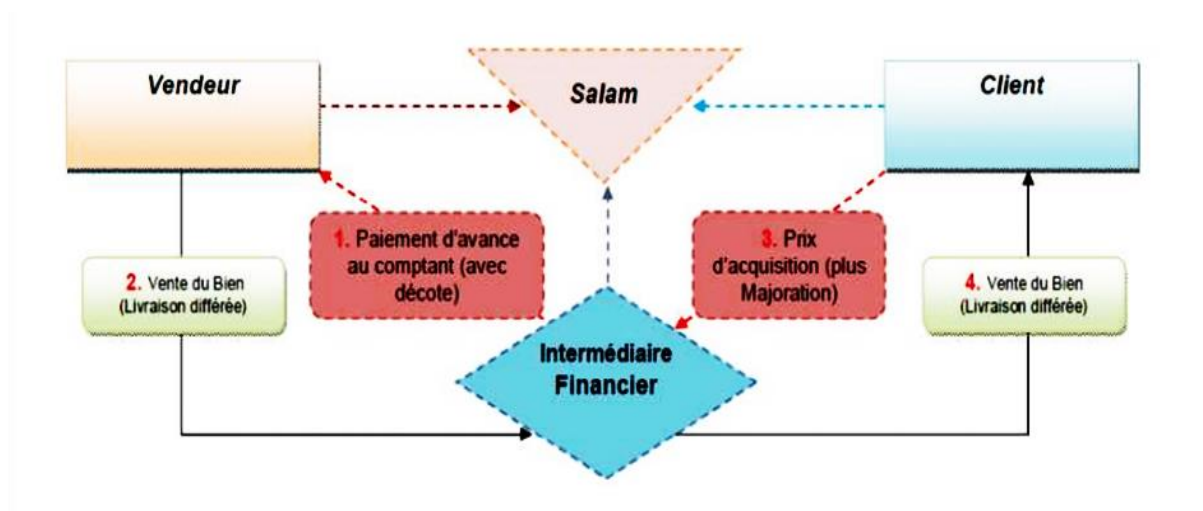 Vendeur
Salam
Client
1. Paiement d'avance
au comptant (avec
décote)
3. Prix
d'acquisition (plus
Majoration)
2. Vente du Bien
(Livraison différée)
4. Vente du Bien
(Livraison différée)
Intermédiaire
Financier